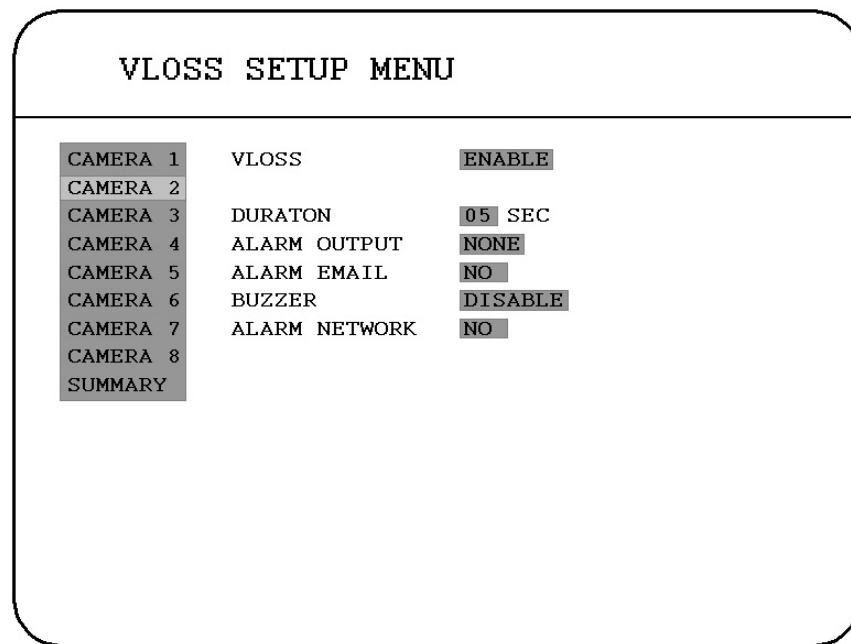 VLOSS SETUP MENU
CAMERA 1 VLOSS ENABLE
CAMERA 2
CAMERA 3 DURATON 05 SEC
CAMERA 4 ALARM OUTPUT NONE
CAMERA 5 ALARM EMAIL NO
CAMERA 6 BUZZER DISABLE
CAMERA 7 ALARM NETWORK NO
CAMERA 8
SUMMARY